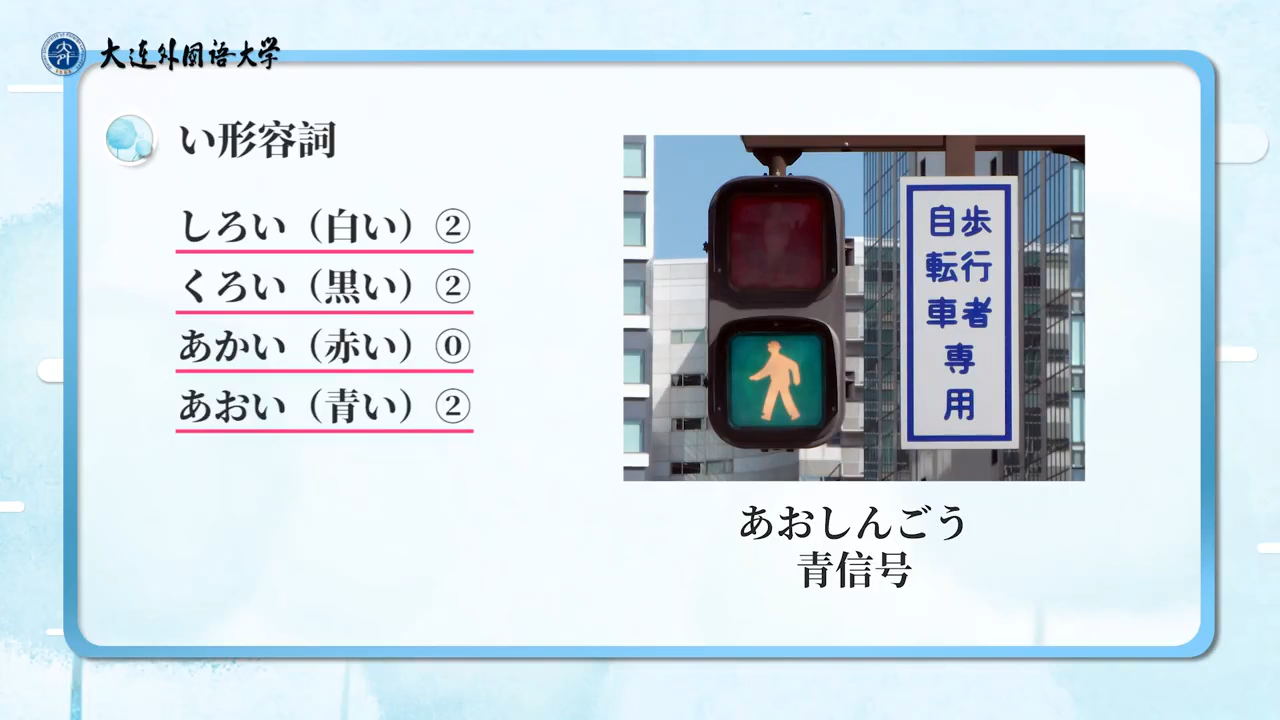 大连外国语大学
い形容詞
しろい（白い）②
くろい（黒い）②
あかい（赤い）⓪
あおい（青い）②
歩行者
自転車
専用
あおしんごう
青信号